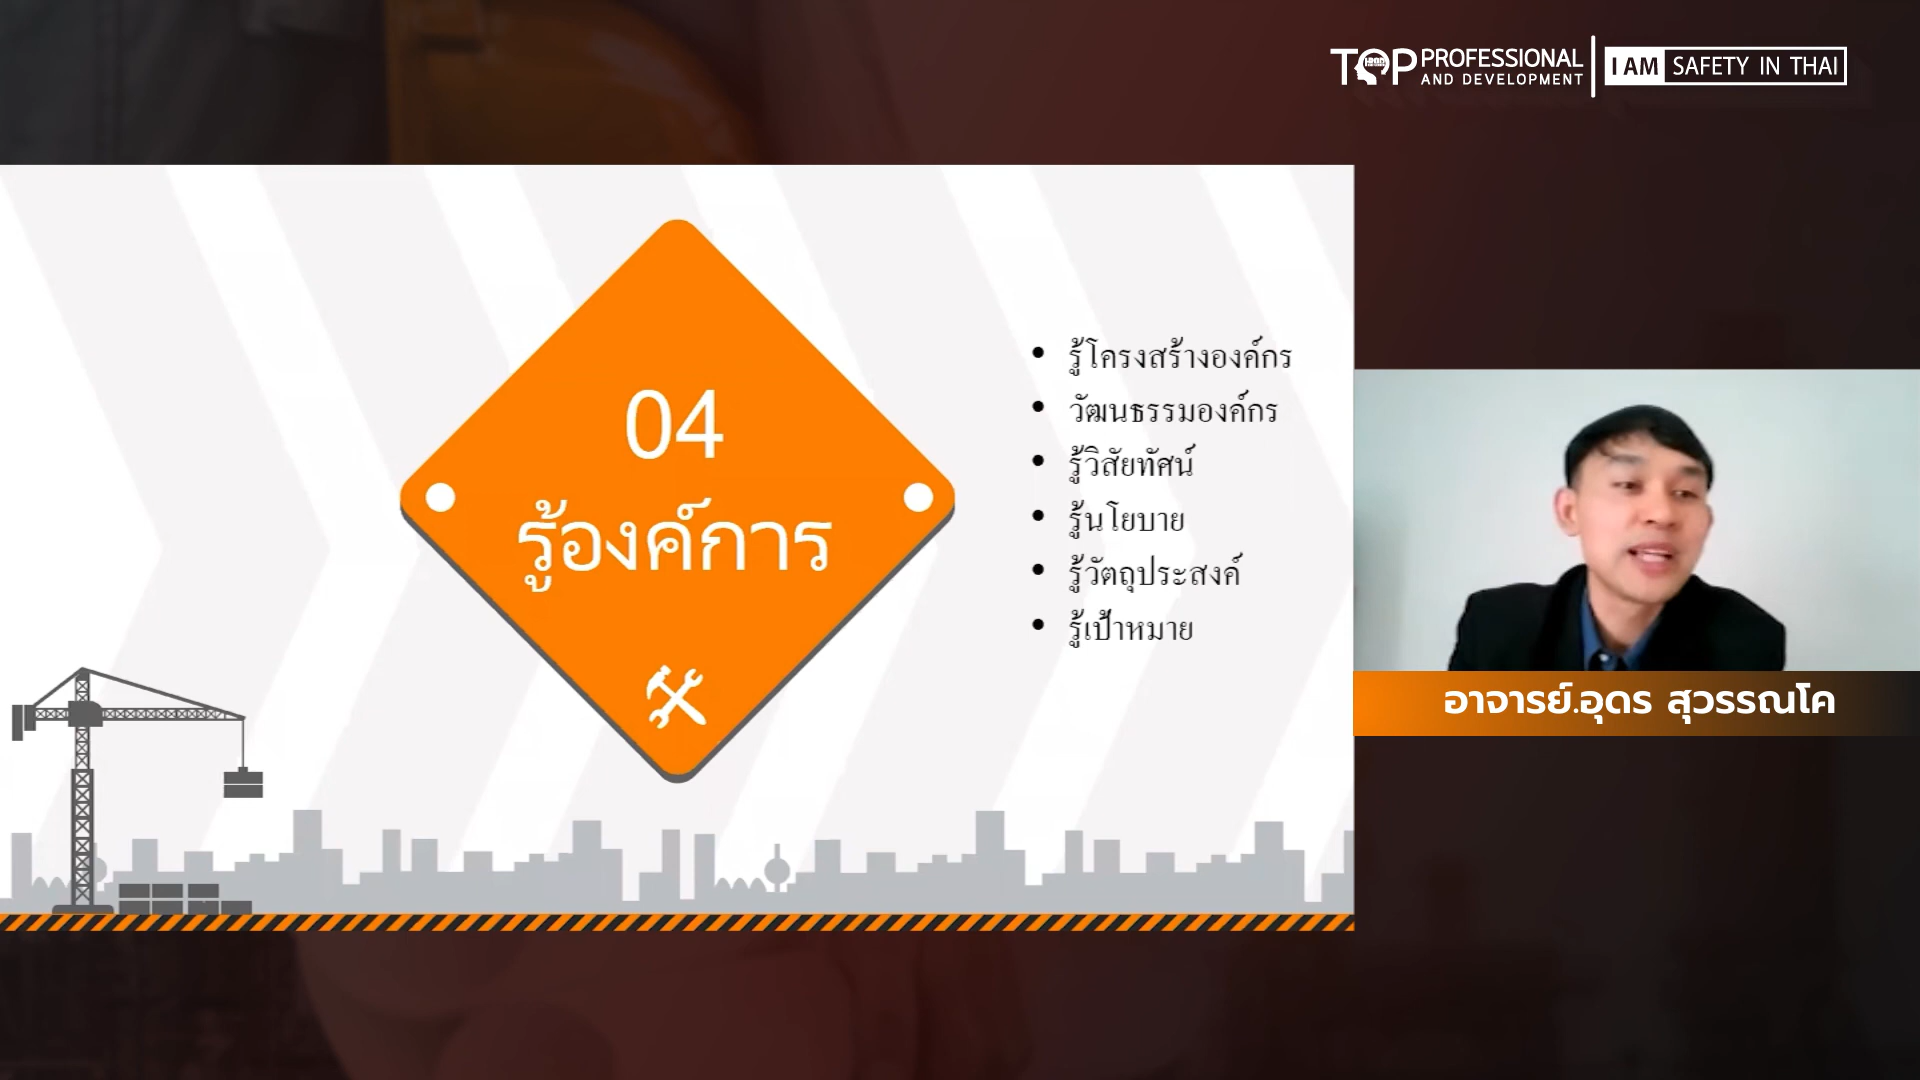 TOP PROFESSIONAL
AND DEVELOPMENT
I AM SAFETY IN THAI
04
รู้องค์การ
• รู้โครงสร้างองค์กร
• วัฒนธรรมองค์กร
• รู้วิสัยทัศน์
• รู้นโยบาย
• รู้วัตถุประสงค์
• รู้เป้าหมาย
อาจารย์.อุดร สุวรรณโค